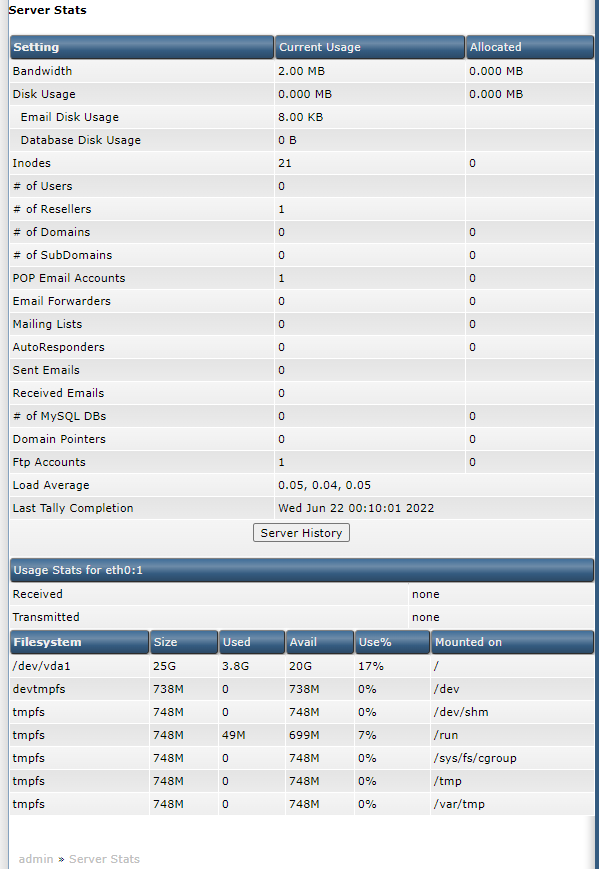 Server Stats
Setting Current Usage Allocated
Bandwidth 2.00 MB 0.000 MB
Disk Usage 0.000 MB 0.000 MB
Email Disk Usage 8.00 KB
Database Disk Usage 0 B
Inodes 21 0
# of Users 0
# of Resellers 1
# of Domains 0 0
# of SubDomains 0 0
POP Email Accounts 1 0
Email Forwarders 0 0
Mailing Lists 0 0
AutoResponders 0 0
Sent Emails 0
Received Emails 0
# of MySQL DBs 0 0
Domain Pointers 0 0
Ftp Accounts 1 0
Load Average 0.05, 0.04, 0.05
Last Tally Completion Wed Jun 22 00:10:01 2022
Server History
Usage Stats for eth0:1
Received none
Transmitted none
Filesystem Size Used Avail Use% Mounted on
/dev/vda1 25G 3.8G 20G 17% /
devtmpfs 738M 0 738M 0% /dev
tmpfs 748M 0 748M 0% /dev/shm
tmpfs 748M 49M 699M 7% /run
tmpfs 748M 0 748M 0% /sys/fs/cgroup
tmpfs 748M 0 748M 0% /tmp
tmpfs 748M 0 748M 0% /var/tmp
admin » Server Stats